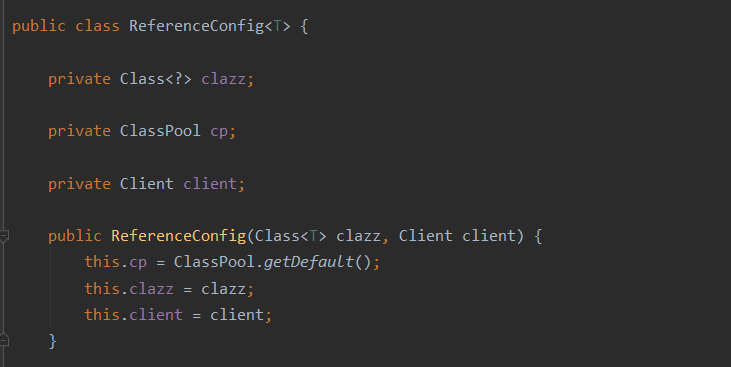 public class ReferenceConfig<T> {
private Class<?> clazz;
private ClassPool cp;
private Client client;
public ReferenceConfig(Class<T> clazz, Client client) {
this.cp = ClassPool.getDefault();
this.clazz = clazz;
this.client = client;
}